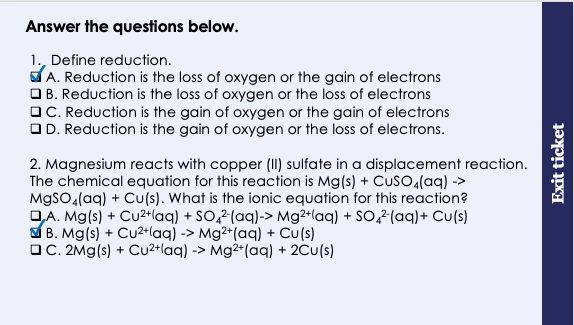 Answer the questions below.
1. Define reduction.
☑ A. Reduction is the loss of oxygen or the gain of electrons
☐ B. Reduction is the loss of oxygen or the loss of electrons
☐ C. Reduction is the gain of oxygen or the gain of electrons
☐ D. Reduction is the gain of oxygen or the loss of electrons.
2. Magnesium reacts with copper (II) sulfate in a displacement reaction.
The chemical equation for this reaction is Mg(s) + CuSO₄(aq) ->
MgSO₄(aq) + Cu(s). What is the ionic equation for this reaction?
☐ A. Mg(s) + Cu²⁺(aq) + SO₄²⁻(aq)-> Mg²⁺(aq) + SO₄²⁻(aq)+ Cu(s)
☑ B. Mg(s) + Cu²⁺(aq) -> Mg²⁺(aq) + Cu(s)
☐ C. 2Mg(s) + Cu²⁺(aq) -> Mg²⁺(aq) + 2Cu(s)
Exit ticket